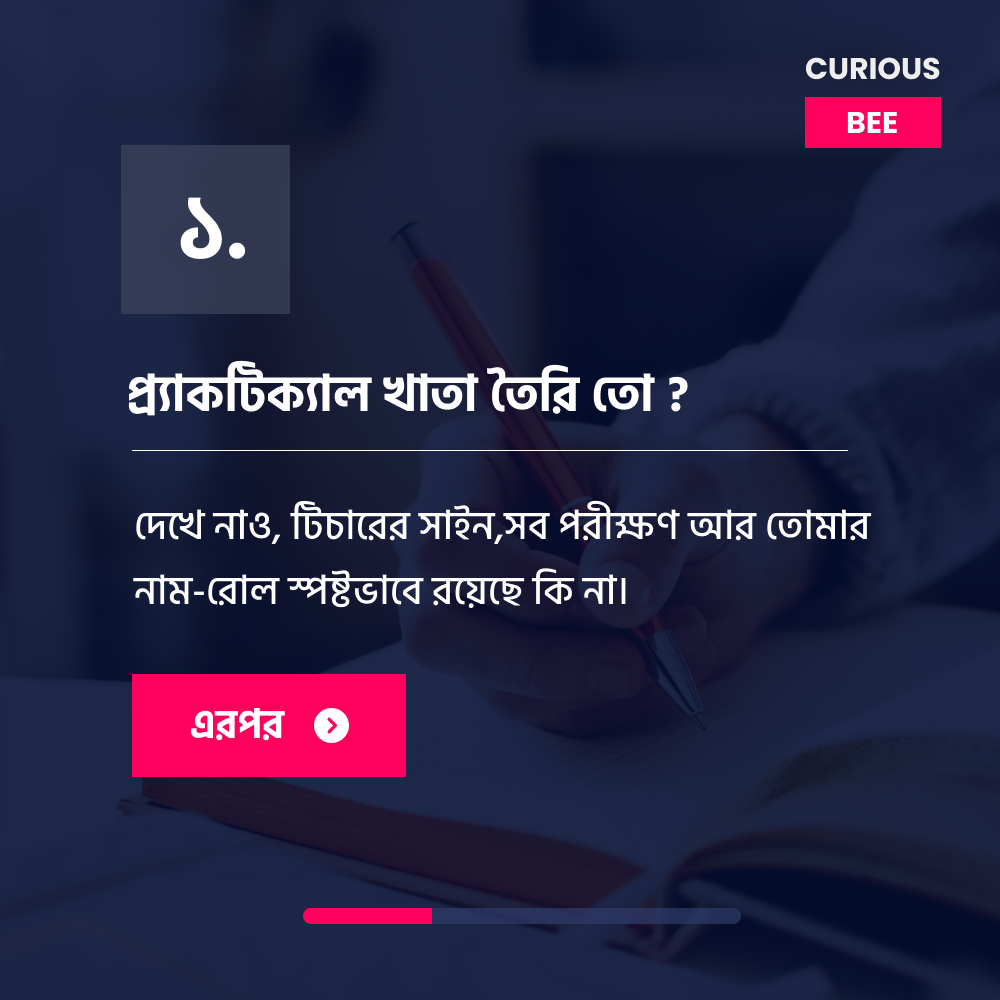 CURIOUS
BEE
১.
প্র্যাকটিক্যাল খাতা তৈরি তো ?
দেখে নাও, টিচারের সাইন,সব পরীক্ষণ আর তোমার
নাম-রোল স্পষ্টভাবে রয়েছে কি না।
এরপর